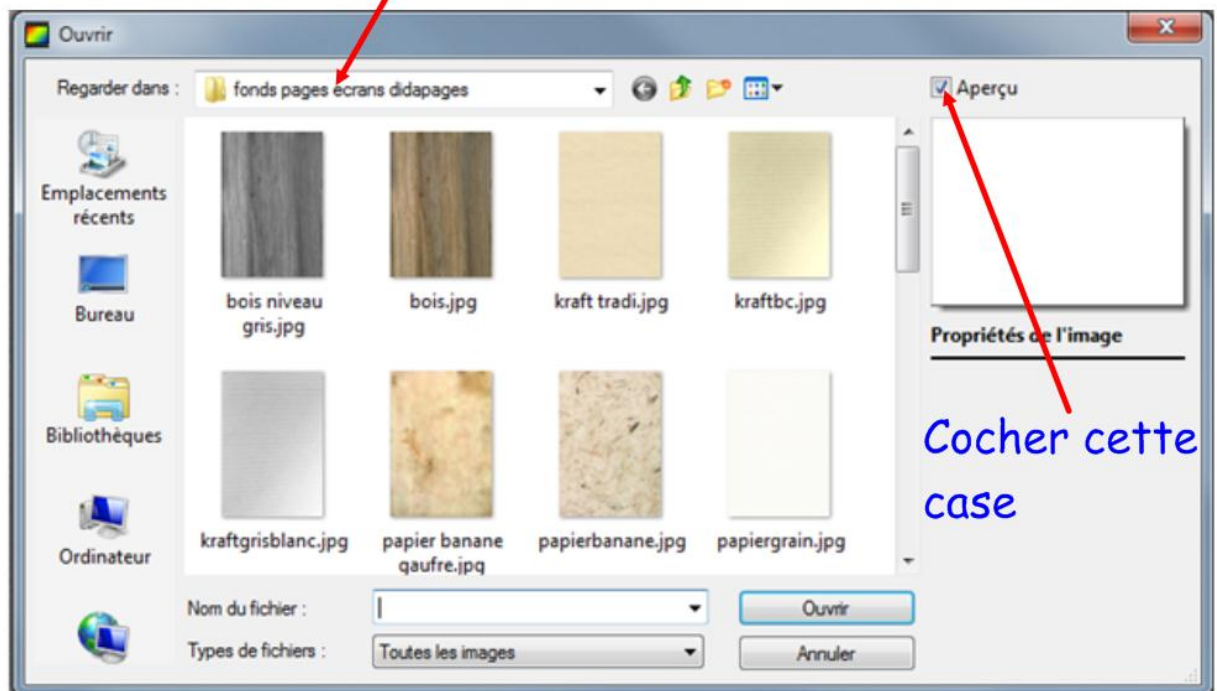 Ouvrir
Regarder dans :
fonds pages écrans didapages
Aperçu
Emplacements
récents
Bureau
Bibliothèques
Ordinateur
bois niveau
gris.jpg
bois.jpg
kraft tradi.jpg
kraftbc.jpg
kraftgrisblanc.jpg
papier banane
gaufre.jpg
papierbanane.jpg
papiergrain.jpg
Propriétés de l'image
Cocher cette
case
Nom du fichier :
Ouvrir
Types de fichiers :
Toutes les images
Annuler